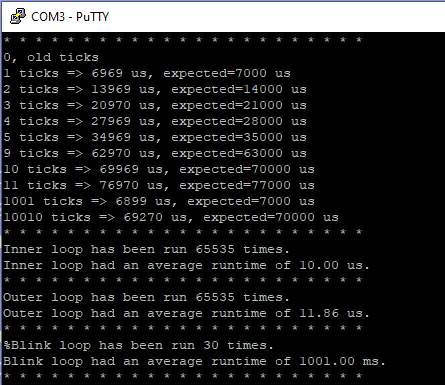 COM3 - PuTTY
* * * * * * * * * * * * * * * * * * * * * * *
0, old ticks
1 ticks => 6969 us, expected=7000 us
2 ticks => 13969 us, expected=14000 us
3 ticks => 20970 us, expected=21000 us
4 ticks => 27969 us, expected=28000 us
5 ticks => 34969 us, expected=35000 us
9 ticks => 62970 us, expected=63000 us
10 ticks => 69969 us, expected=70000 us
11 ticks => 76970 us, expected=77000 us
1001 ticks => 6899 us, expected=7000 us
10010 ticks => 69270 us, expected=70000 us
* * * * * * * * * * * * * * * * * * * * * * *
Inner loop has been run 65535 times.
Inner loop had an average runtime of 10.00 us.
* * * * * * * * * * * * * * * * * * * * * * *
Outer loop has been run 65535 times.
Outer loop had an average runtime of 11.86 us.
* * * * * * * * * * * * * * * * * * * * * * *
%Blink loop has been run 30 times.
Blink loop had an average runtime of 1001.00 ms.
* * * * * * * * * * * * * * * * * * * * * * *